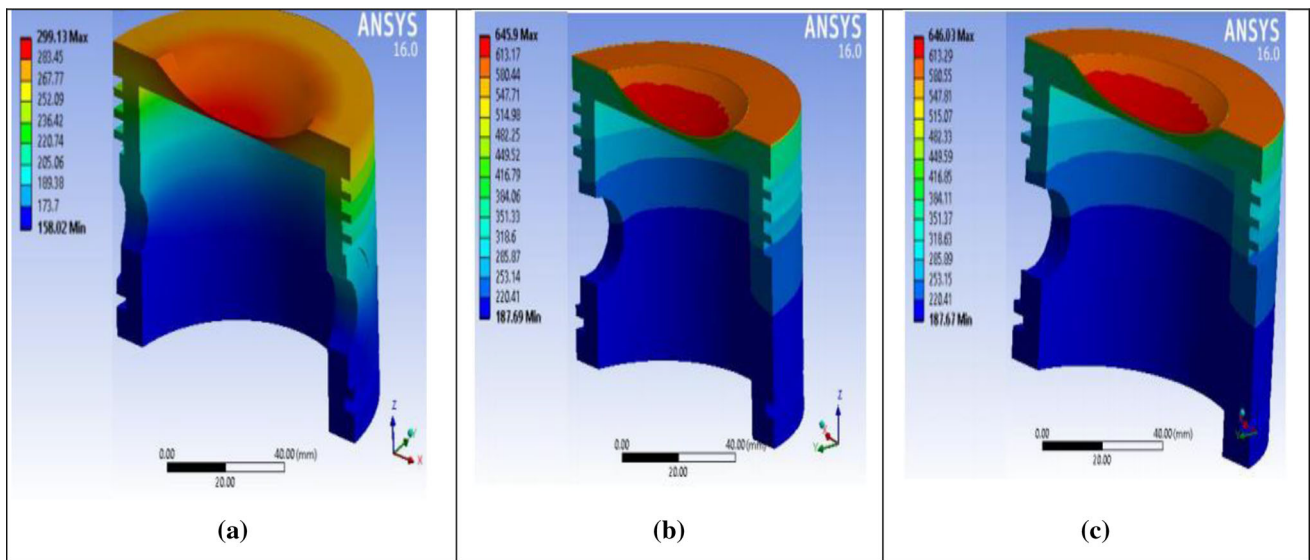 ANSYS
16.0
299.13 Max
283.45
267.77
252.09
236.42
220.74
205.06
189.38
173.7
158.02 Min
Z
Y
X
0.00
40.00 (mm)
20.00
(a)
ANSYS
16.0
645.9 Max
613.17
580.44
547.71
514.98
482.25
449.52
416.79
384.06
351.33
318.6
285.87
253.14
220.41
187.69 Min
Z
Y
0.00
40.00 (mm)
20.00
(b)
ANSYS
16.0
646.03 Max
613.29
580.55
547.81
515.07
482.33
449.59
416.85
384.11
351.37
318.63
285.89
253.15
220.41
187.67 Min
0.00
40.00 (mm)
20.00
(c)